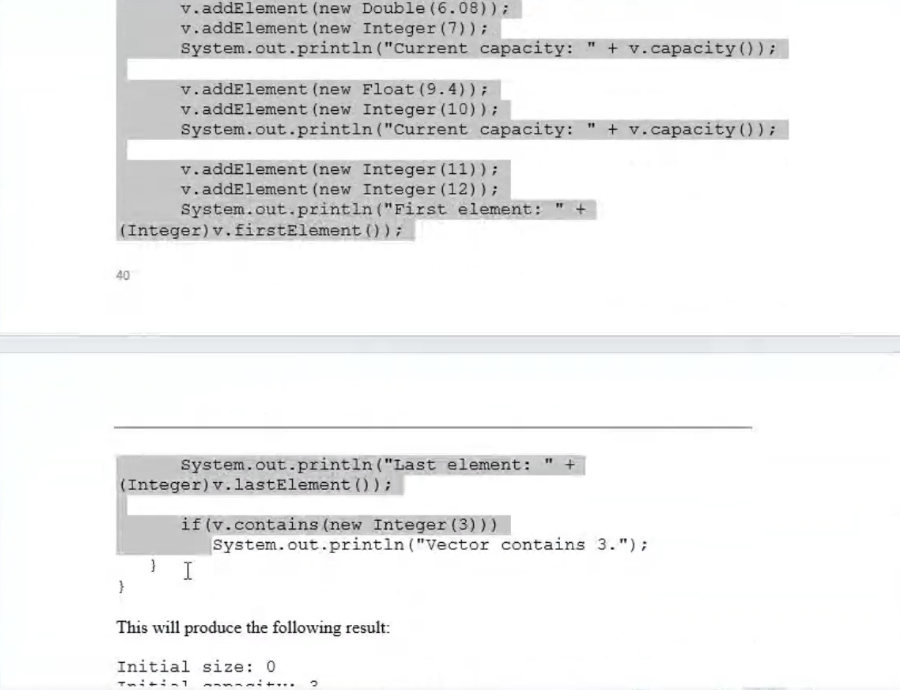 v.addElement(new Double(6.08));
v.addElement(new Integer(7));
System.out.println("Current capacity: " + v.capacity());
v.addElement(new Float(9.4));
v.addElement(new Integer(10));
System.out.println("Current capacity: " + v.capacity());
v.addElement(new Integer(11));
v.addElement(new Integer(12));
System.out.println("First element: " +
(Integer)v.firstElement());
40
System.out.println("Last element: " +
(Integer)v.lastElement());
if(v.contains(new Integer(3)))
System.out.println("Vector contains 3.");
}
}
This will produce the following result:
Initial size: 0
Initial capacity: 3